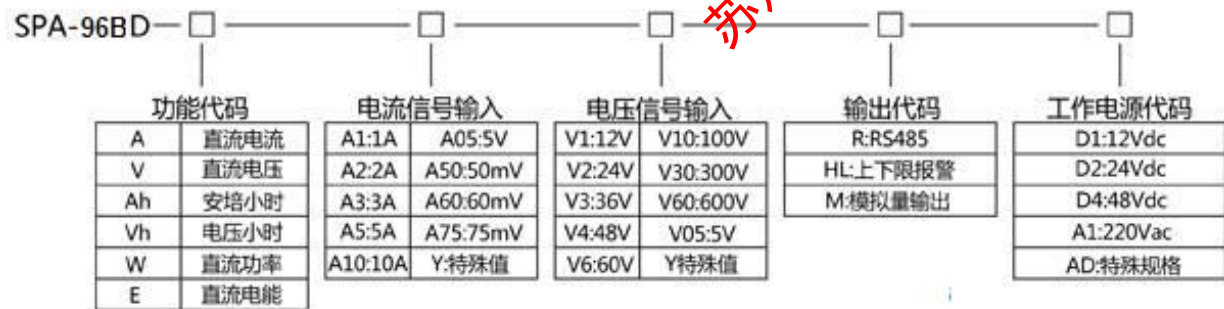 SPA-96BD
苏
功能代码 电流信号输入 电压信号输入 输出代码 工作电源代码
A 直流电流 A1:1A A05:5V V1:12V V10:100V R:RS485 D1:12Vdc
V 直流电压 A2:2A A50:50mV V2:24V V30:300V HL:上下限报警 D2:24Vdc
Ah 安培小时 A3:3A A60:60mV V3:36V V60:600V M:模拟量输出 D4:48Vdc
Vh 电压小时 A5:5A A75:75mV V4:48V V05:5V A1:220Vac
W 直流功率 A10:10A Y:特殊值 V6:60V Y特殊值 AD:特殊规格
E 直流电能